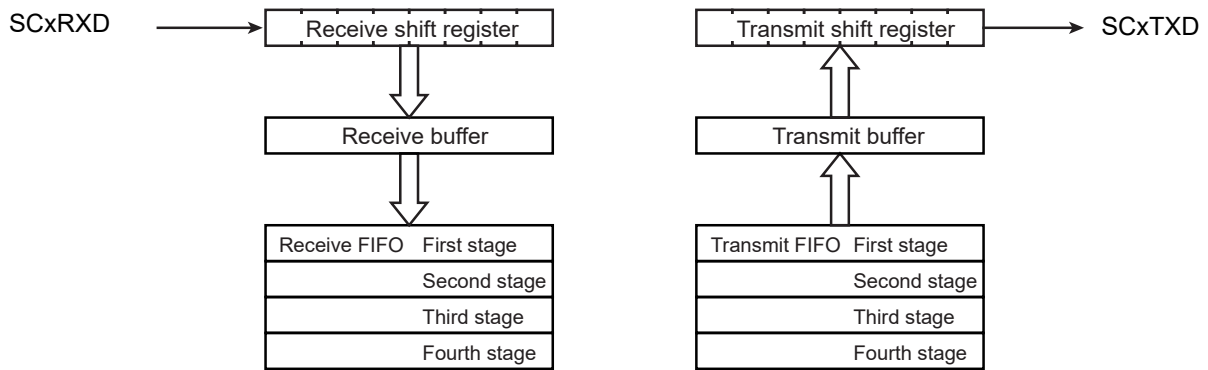 SCxRXD
Receive shift register
Transmit shift register
SCxTXD
Receive buffer
Transmit buffer
Receive FIFO First stage
Second stage
Third stage
Fourth stage
Transmit FIFO First stage
Second stage
Third stage
Fourth stage